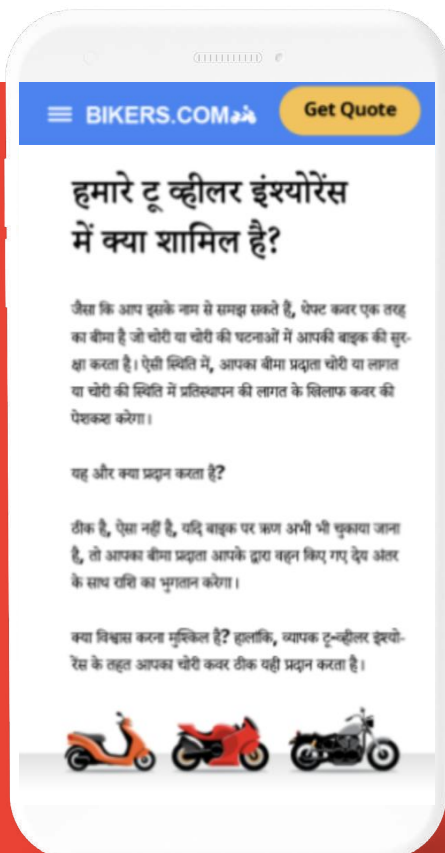 BIKERS.COM
Get Quote
हमारे टू व्हीलर इंश्योरेंस
में क्या शामिल है?
जैसा कि आप इसके नाम से समझ सकते हैं, थेफ्ट कवर एक तरह
का बीमा है जो चोरी या चोरी की घटनाओं में आपकी बाइक की सुर-
क्षा करता है। ऐसी स्थिति में, आपका बीमा प्रदाता चोरी या लागत
या चोरी की स्थिति में प्रतिस्थापन की लागत के खिलाफ कवर की
पेशकश करेगा।
यह और क्या प्रदान करता है?
ठीक है, ऐसा नहीं है, यदि बाइक पर ऋण अभी भी चुकाया जाना
है, तो आपका बीमा प्रदाता आपके द्वारा वहन किए गए देय अंतर
के साथ राशि का भुगतान करेगा।
क्या विश्वास करना मुश्किल है? हालांकि, व्यापक टू-व्हीलर इंश्यो-
रेंस के तहत आपका चोरी कवर ठीक यही प्रदान करता है।